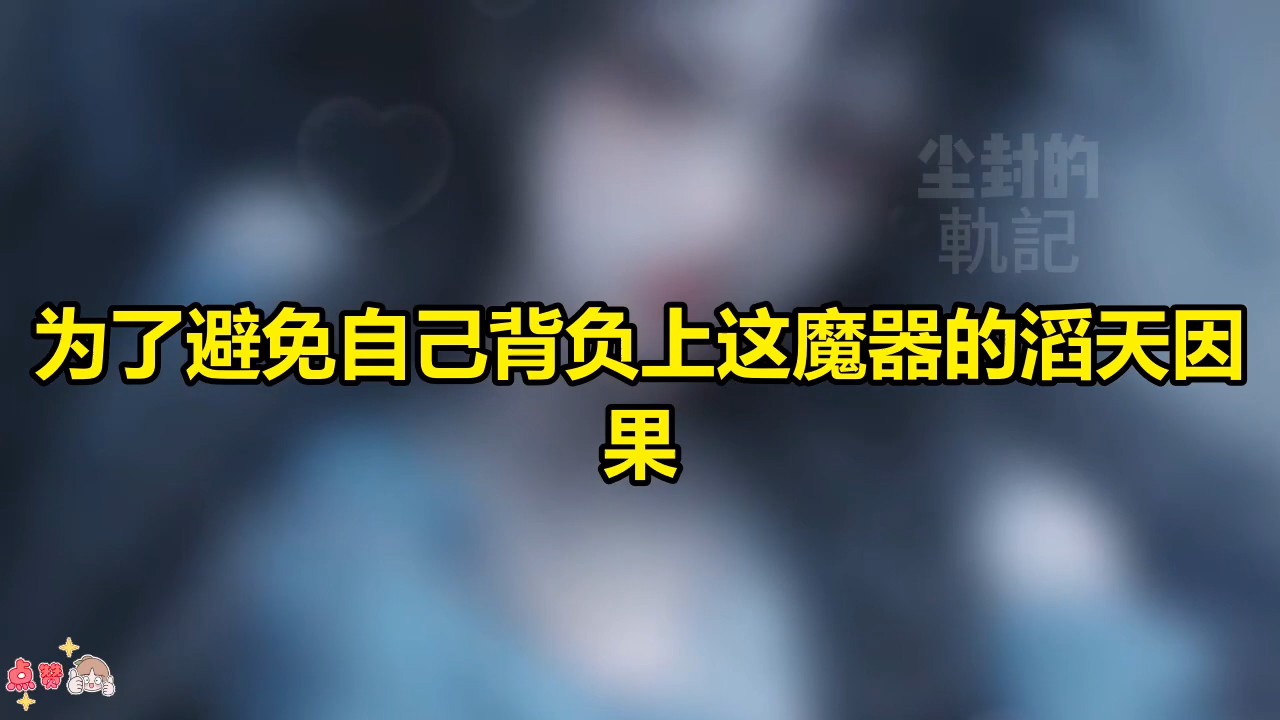 尘封的
軌記
为了避免自己背负上这魔器的滔天因
果
点赞